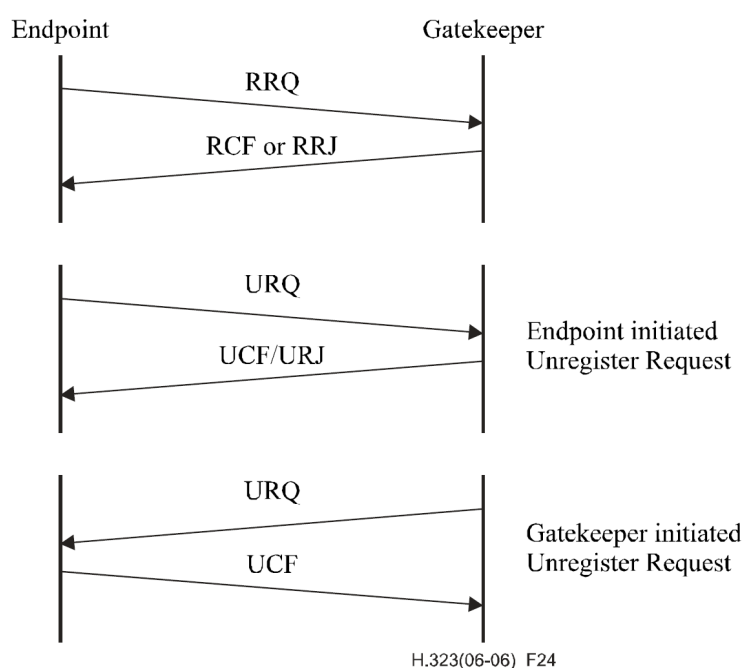 Endpoint
Gatekeeper
RRQ
RCF or RRJ
URQ
UCF/URJ
Endpoint initiated
Unregister Request
URQ
UCF
Gatekeeper initiated
Unregister Request
H.323(06-06)_F24